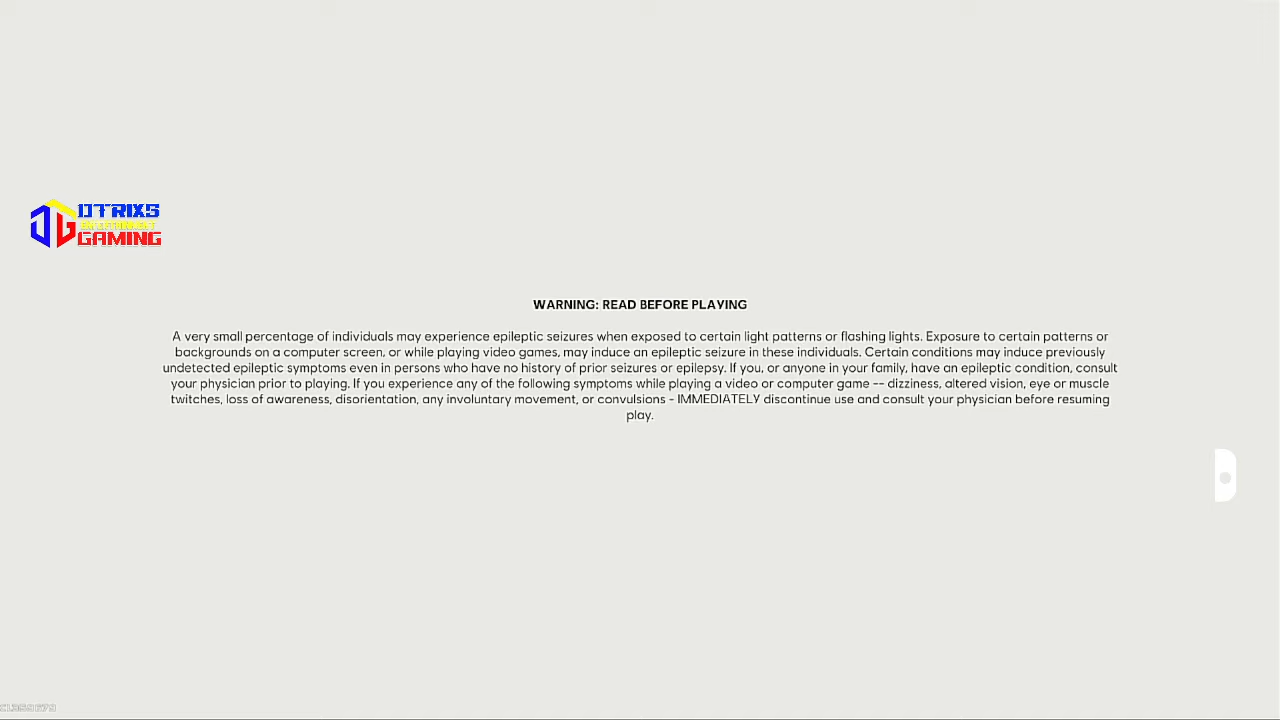 DTRIXS
GAMING
WARNING: READ BEFORE PLAYING
A very small percentage of individuals may experience epileptic seizures when exposed to certain light patterns or flashing lights. Exposure to certain patterns or
backgrounds on a computer screen, or while playing video games, may induce an epileptic seizure in these individuals. Certain conditions may induce previously
undetected epileptic symptoms even in persons who have no history of prior seizures or epilepsy. If you, or anyone in your family, have an epileptic condition, consult
your physician prior to playing. If you experience any of the following symptoms while playing a video or computer game -- dizziness, altered vision, eye or muscle
twitches, loss of awareness, disorientation, any involuntary movement, or convulsions - IMMEDIATELY discontinue use and consult your physician before resuming
play.